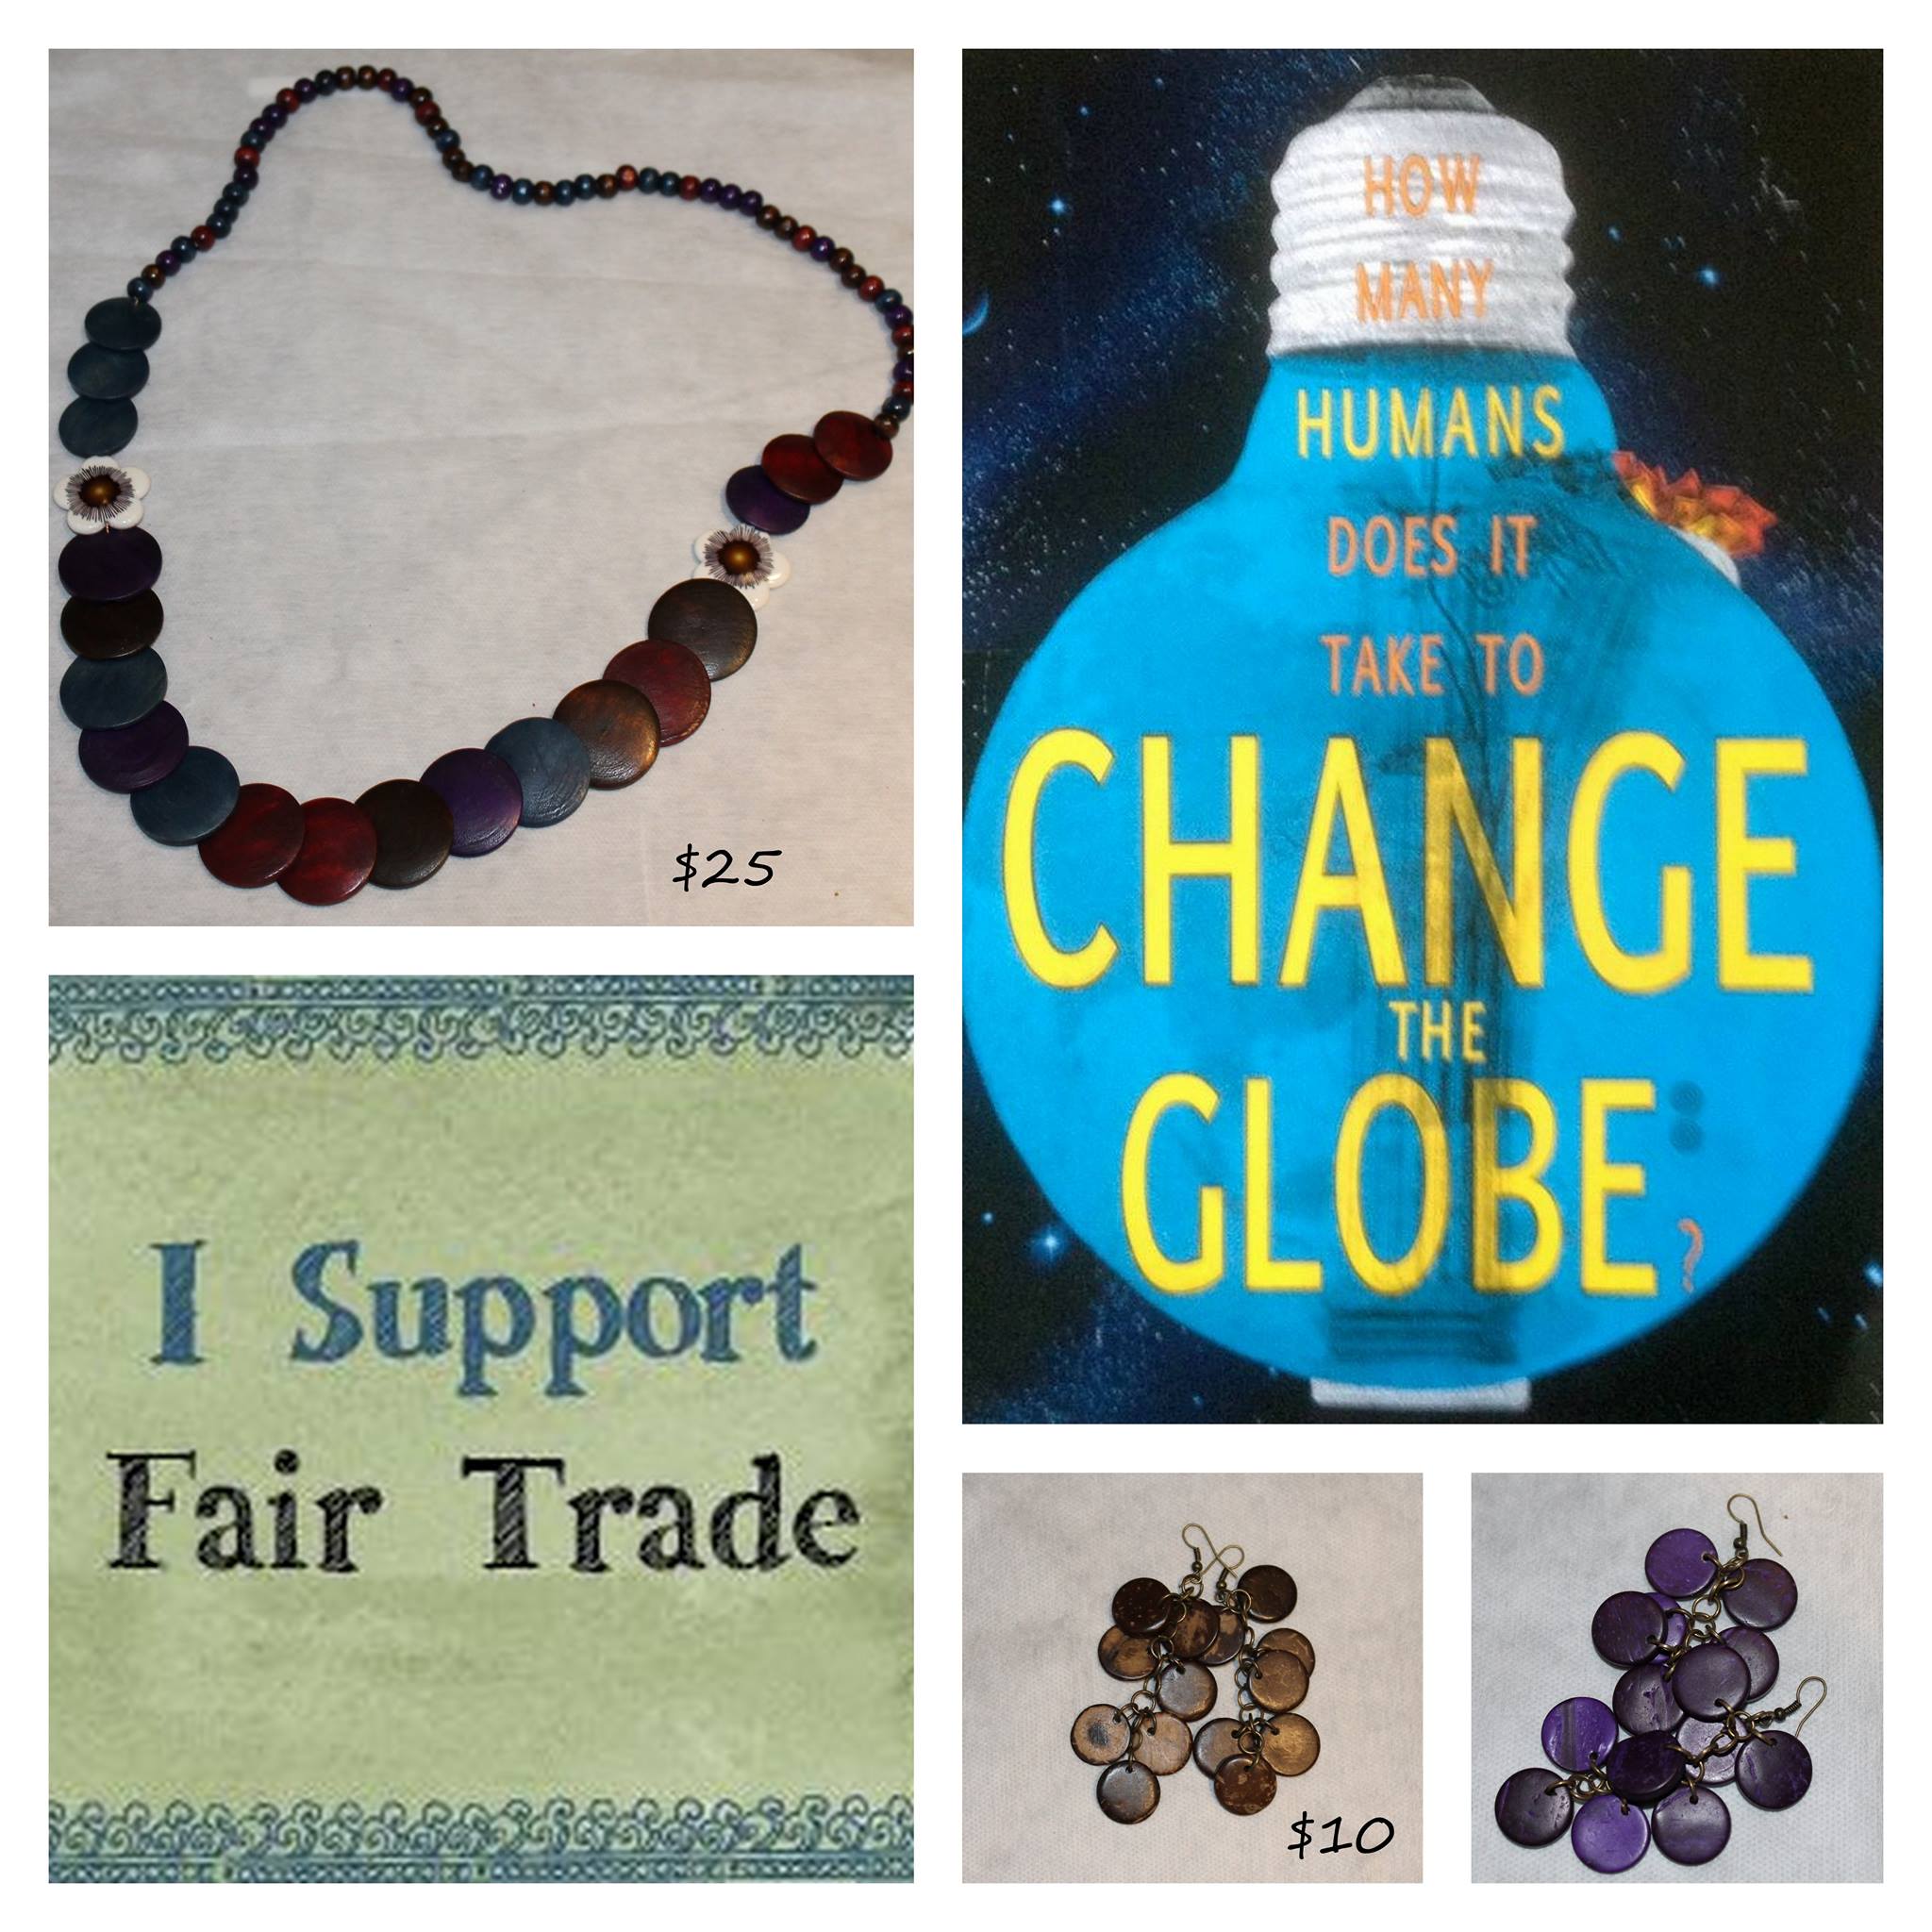 $25
HOW
MANY
HUMANS
DOES IT
TAKE TO
CHANGE
THE
GLOBE?
I Support
Fair Trade
$10